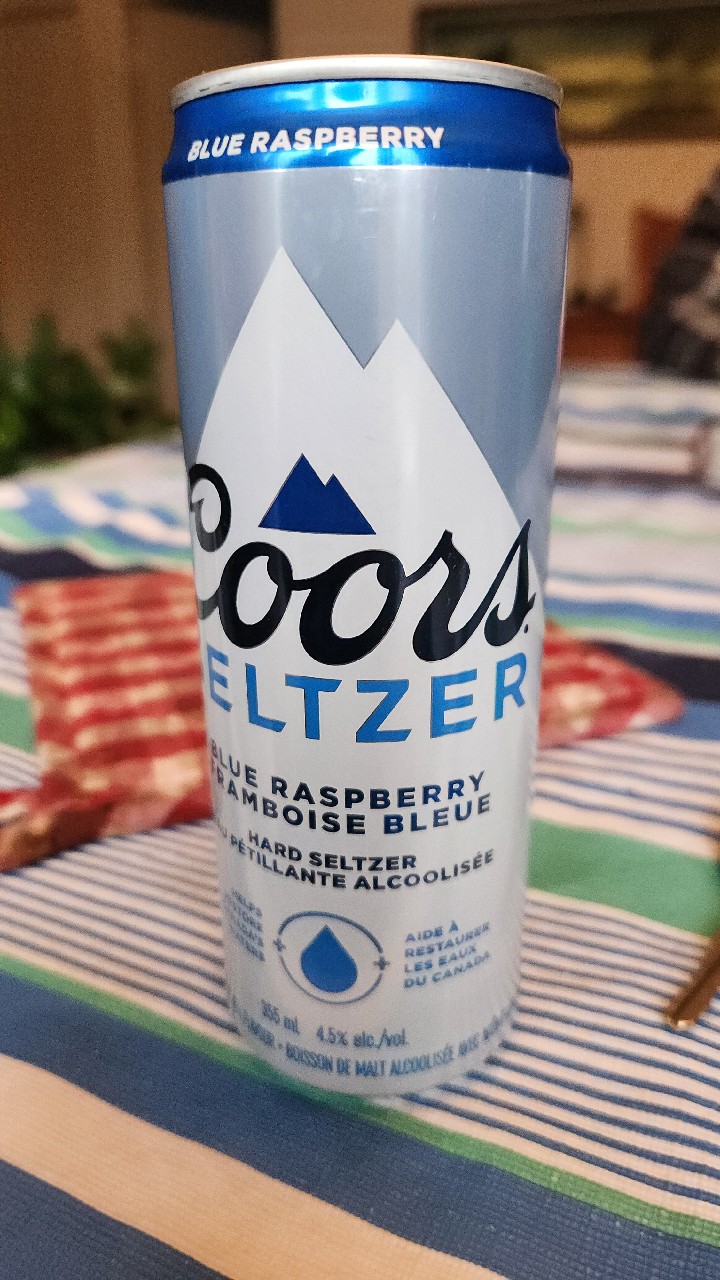 BLUE RASPBERRY
Coors
ELTZER
BLUE RASPBERRY
FRAMBOISE BLEUE
HARD SELTZER
PÉTILLANTE ALCOOLISÉE
HELPS
AIDE À
RESTAURER
LES EAUX
DU CANADA
355 ml 4.5% alc./vol.
• BOISSON DE MALT ALCOOLISÉE